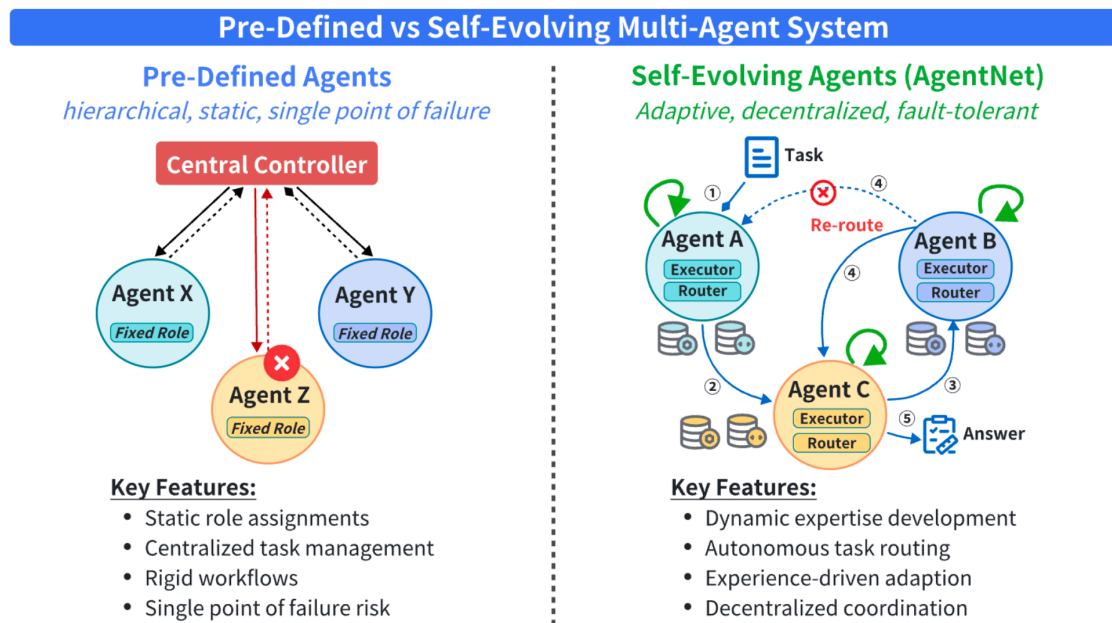 Pre-Defined vs Self-Evolving Multi-Agent System
Pre-Defined Agents
hierarchical, static, single point of failure
Central Controller
Agent X
Fixed Role
Agent Y
Fixed Role
Agent Z
Fixed Role
Key Features:
• Static role assignments
• Centralized task management
• Rigid workflows
• Single point of failure risk
Self-Evolving Agents (AgentNet)
Adaptive, decentralized, fault-tolerant
Task
①
④
Re-route
Agent A
Executor
Router
Agent B
Executor
Router
④
②
③
Agent C
Executor
Router
⑤
Answer
Key Features:
• Dynamic expertise development
• Autonomous task routing
• Experience-driven adaption
• Decentralized coordination